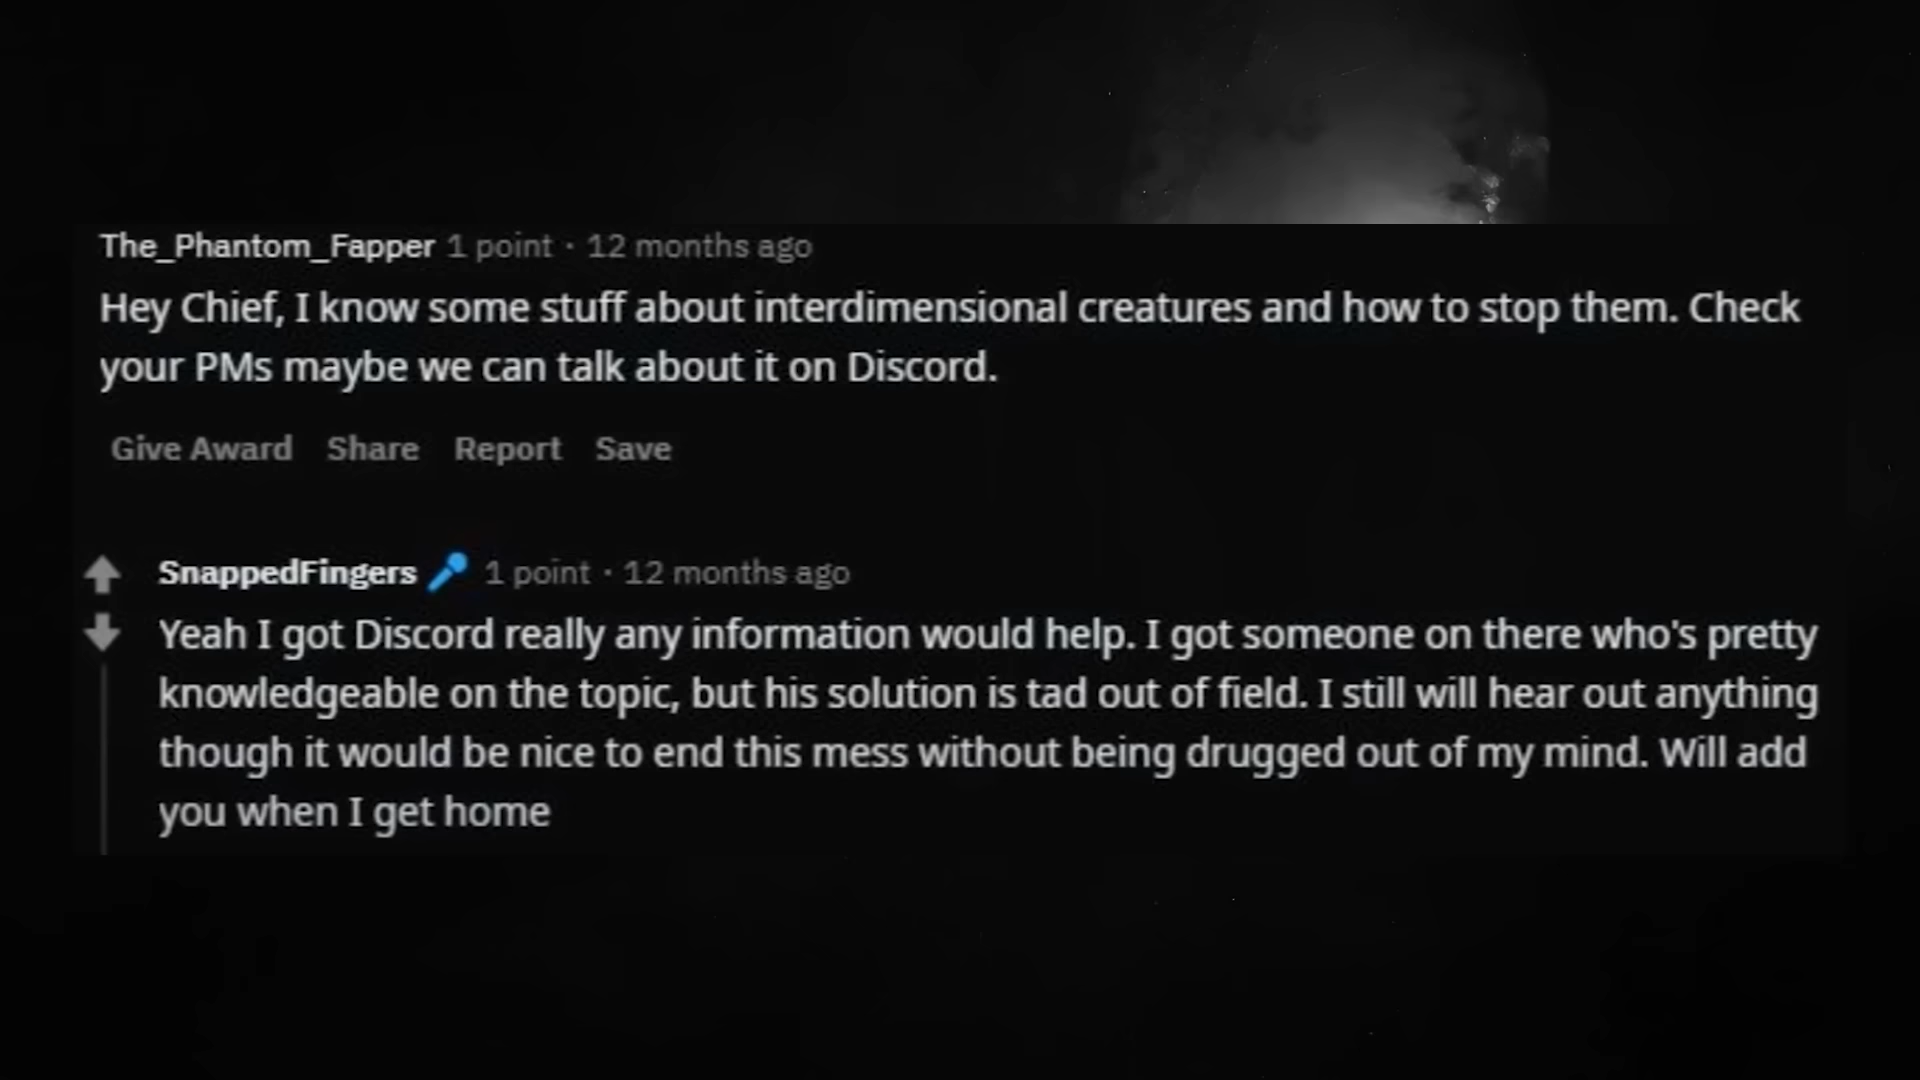 The_Phantom_Fapper 1 point · 12 months ago
Hey Chief, I know some stuff about interdimensional creatures and how to stop them. Check
your PMs maybe we can talk about it on Discord.
Give Award Share Report Save
SnappedFingers 1 point · 12 months ago
Yeah I got Discord really any information would help. I got someone on there who's pretty
knowledgeable on the topic, but his solution is tad out of field. I still will hear out anything
though it would be nice to end this mess without being drugged out of my mind. Will add
you when I get home